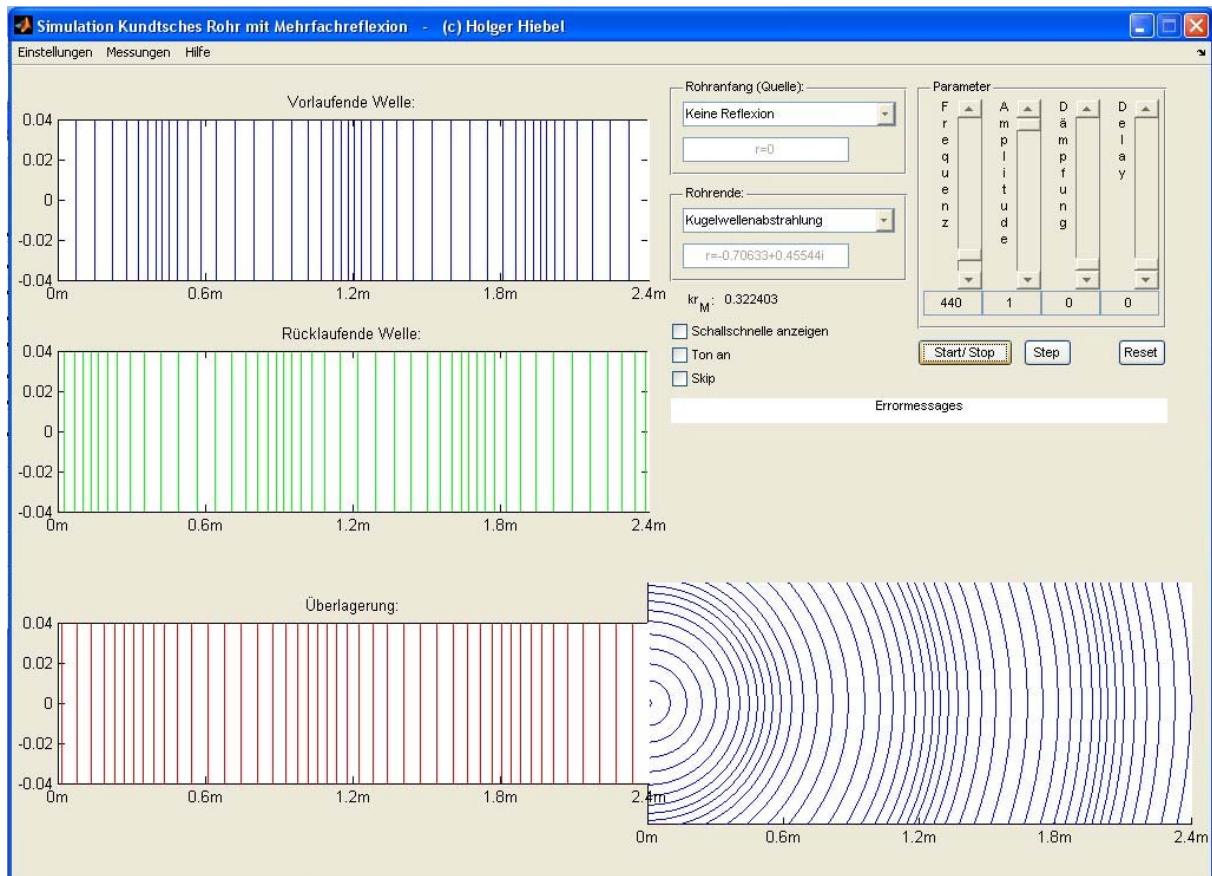 Simulation Kundtsches Rohr mit Mehrfachreflexion - (c) Holger Hiebel
Einstellungen Messungen Hilfe
Vorlaufende Welle:
0.04
0.02
0
-0.02
-0.04
0m 0.6m 1.2m 1.8m 2.4m
Rücklaufende Welle:
0.04
0.02
0
-0.02
-0.04
0m 0.6m 1.2m 1.8m 2.4m
Überlagerung:
0.04
0.02
0
-0.02
-0.04
0m 0.6m 1.2m 1.8m 2.4m
Rohranfang (Quelle):
Keine Reflexion
r=0
Rohrende:
Kugelwellenabstrahlung
r=-0.70633+0.45544i
kr_M: 0.322403
Schallschnelle anzeigen
Ton an
Skip
Parameter
Frequenz
Amplitude
Dämpfung
Delay
440 1 0 0
Start/Stop Step Reset
Errormessages
0m 0.6m 1.2m 1.8m 2.4m